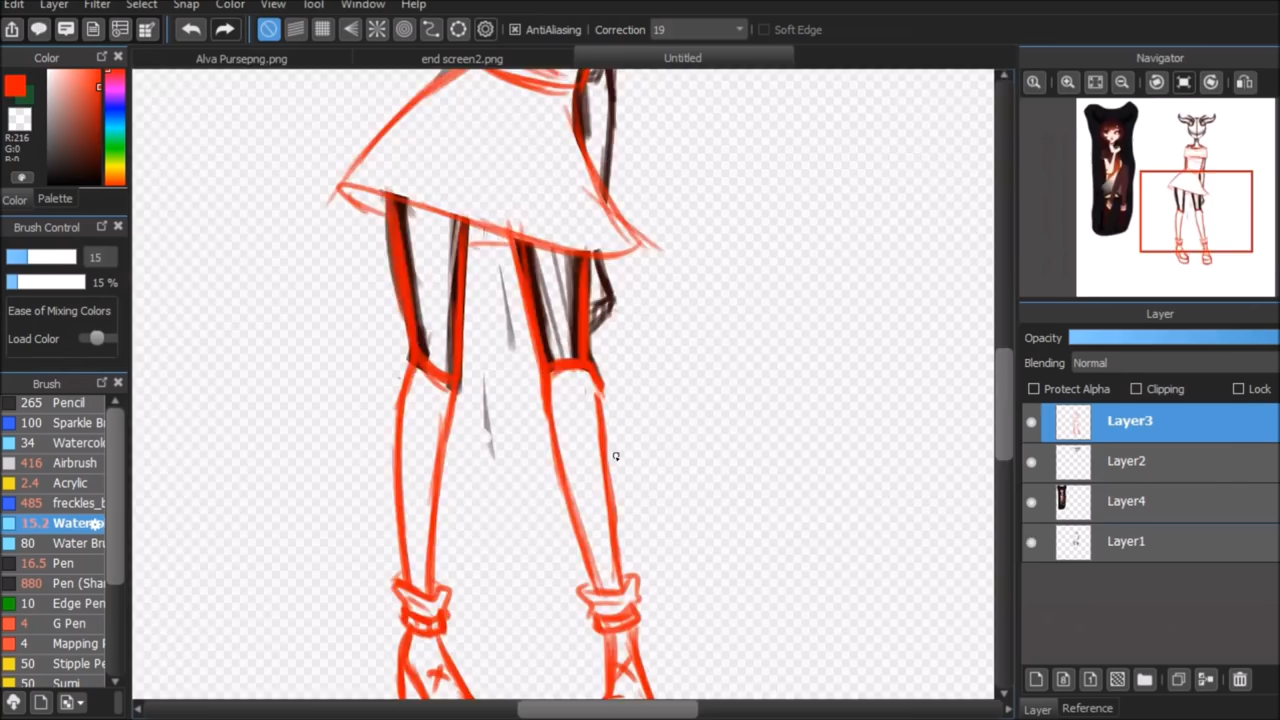 Edit Layer Filter Select Snap Color View Tool Window Help
AntiAliasing Correction 19 Soft Edge
Color
Alva Pursepng.png end screen2.png Untitled
Navigator
R:216
G:0
B:0
Color Palette
Brush Control
15
15 %
Ease of Mixing Colors
Load Color
Layer
Opacity
Blending Normal
Protect Alpha Clipping Lock
Brush
265 Pencil
100 Sparkle B
34 Watercol
416 Airbrush
2.4 Acrylic
485 freckles_b
15.2 Waterco
80 Water Bru
16.5 Pen
880 Pen (Shar
10 Edge Pen
4 G Pen
4 Mapping P
50 Stipple Pe
50 Sumi
Layer3
Layer2
Layer4
Layer1
Layer Reference